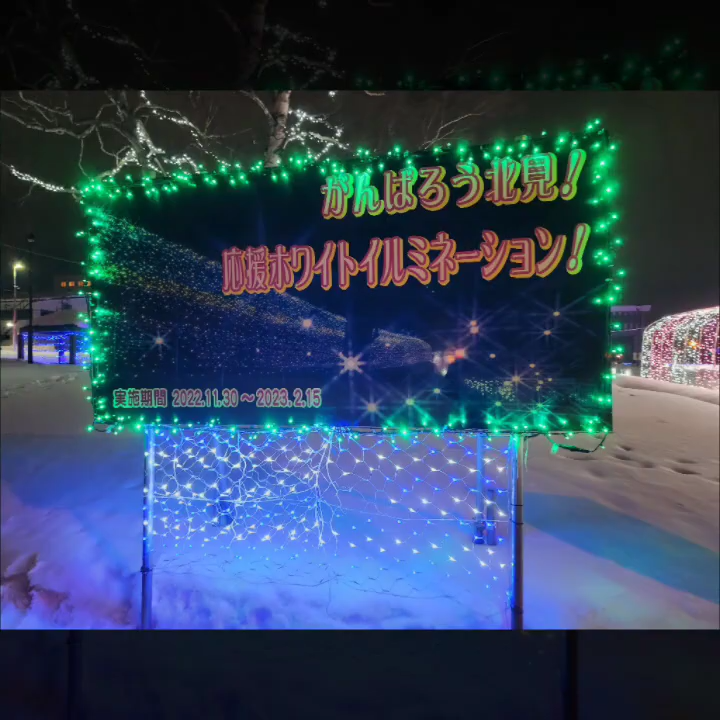 がんばろう北見！
応援ホワイトイルミネーション！
実施期間 2022.11.30～2023.2.15